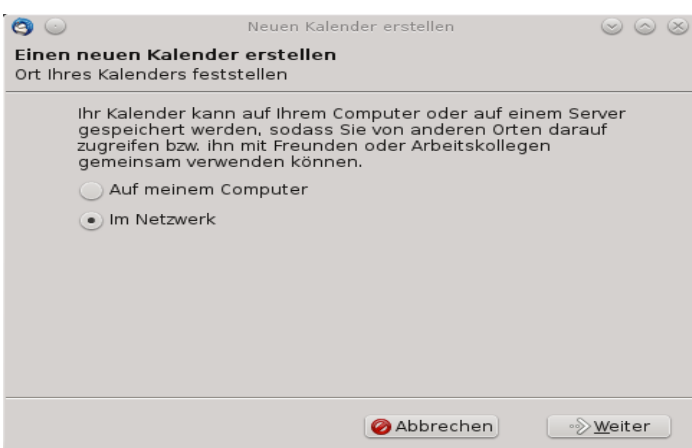 Neuen Kalender erstellen
Einen neuen Kalender erstellen
Ort Ihres Kalenders feststellen
Ihr Kalender kann auf Ihrem Computer oder auf einem Server
gespeichert werden, sodass Sie von anderen Orten darauf
zugreifen bzw. ihn mit Freunden oder Arbeitskollegen
gemeinsam verwenden können.
Auf meinem Computer
Im Netzwerk
Abbrechen
Weiter